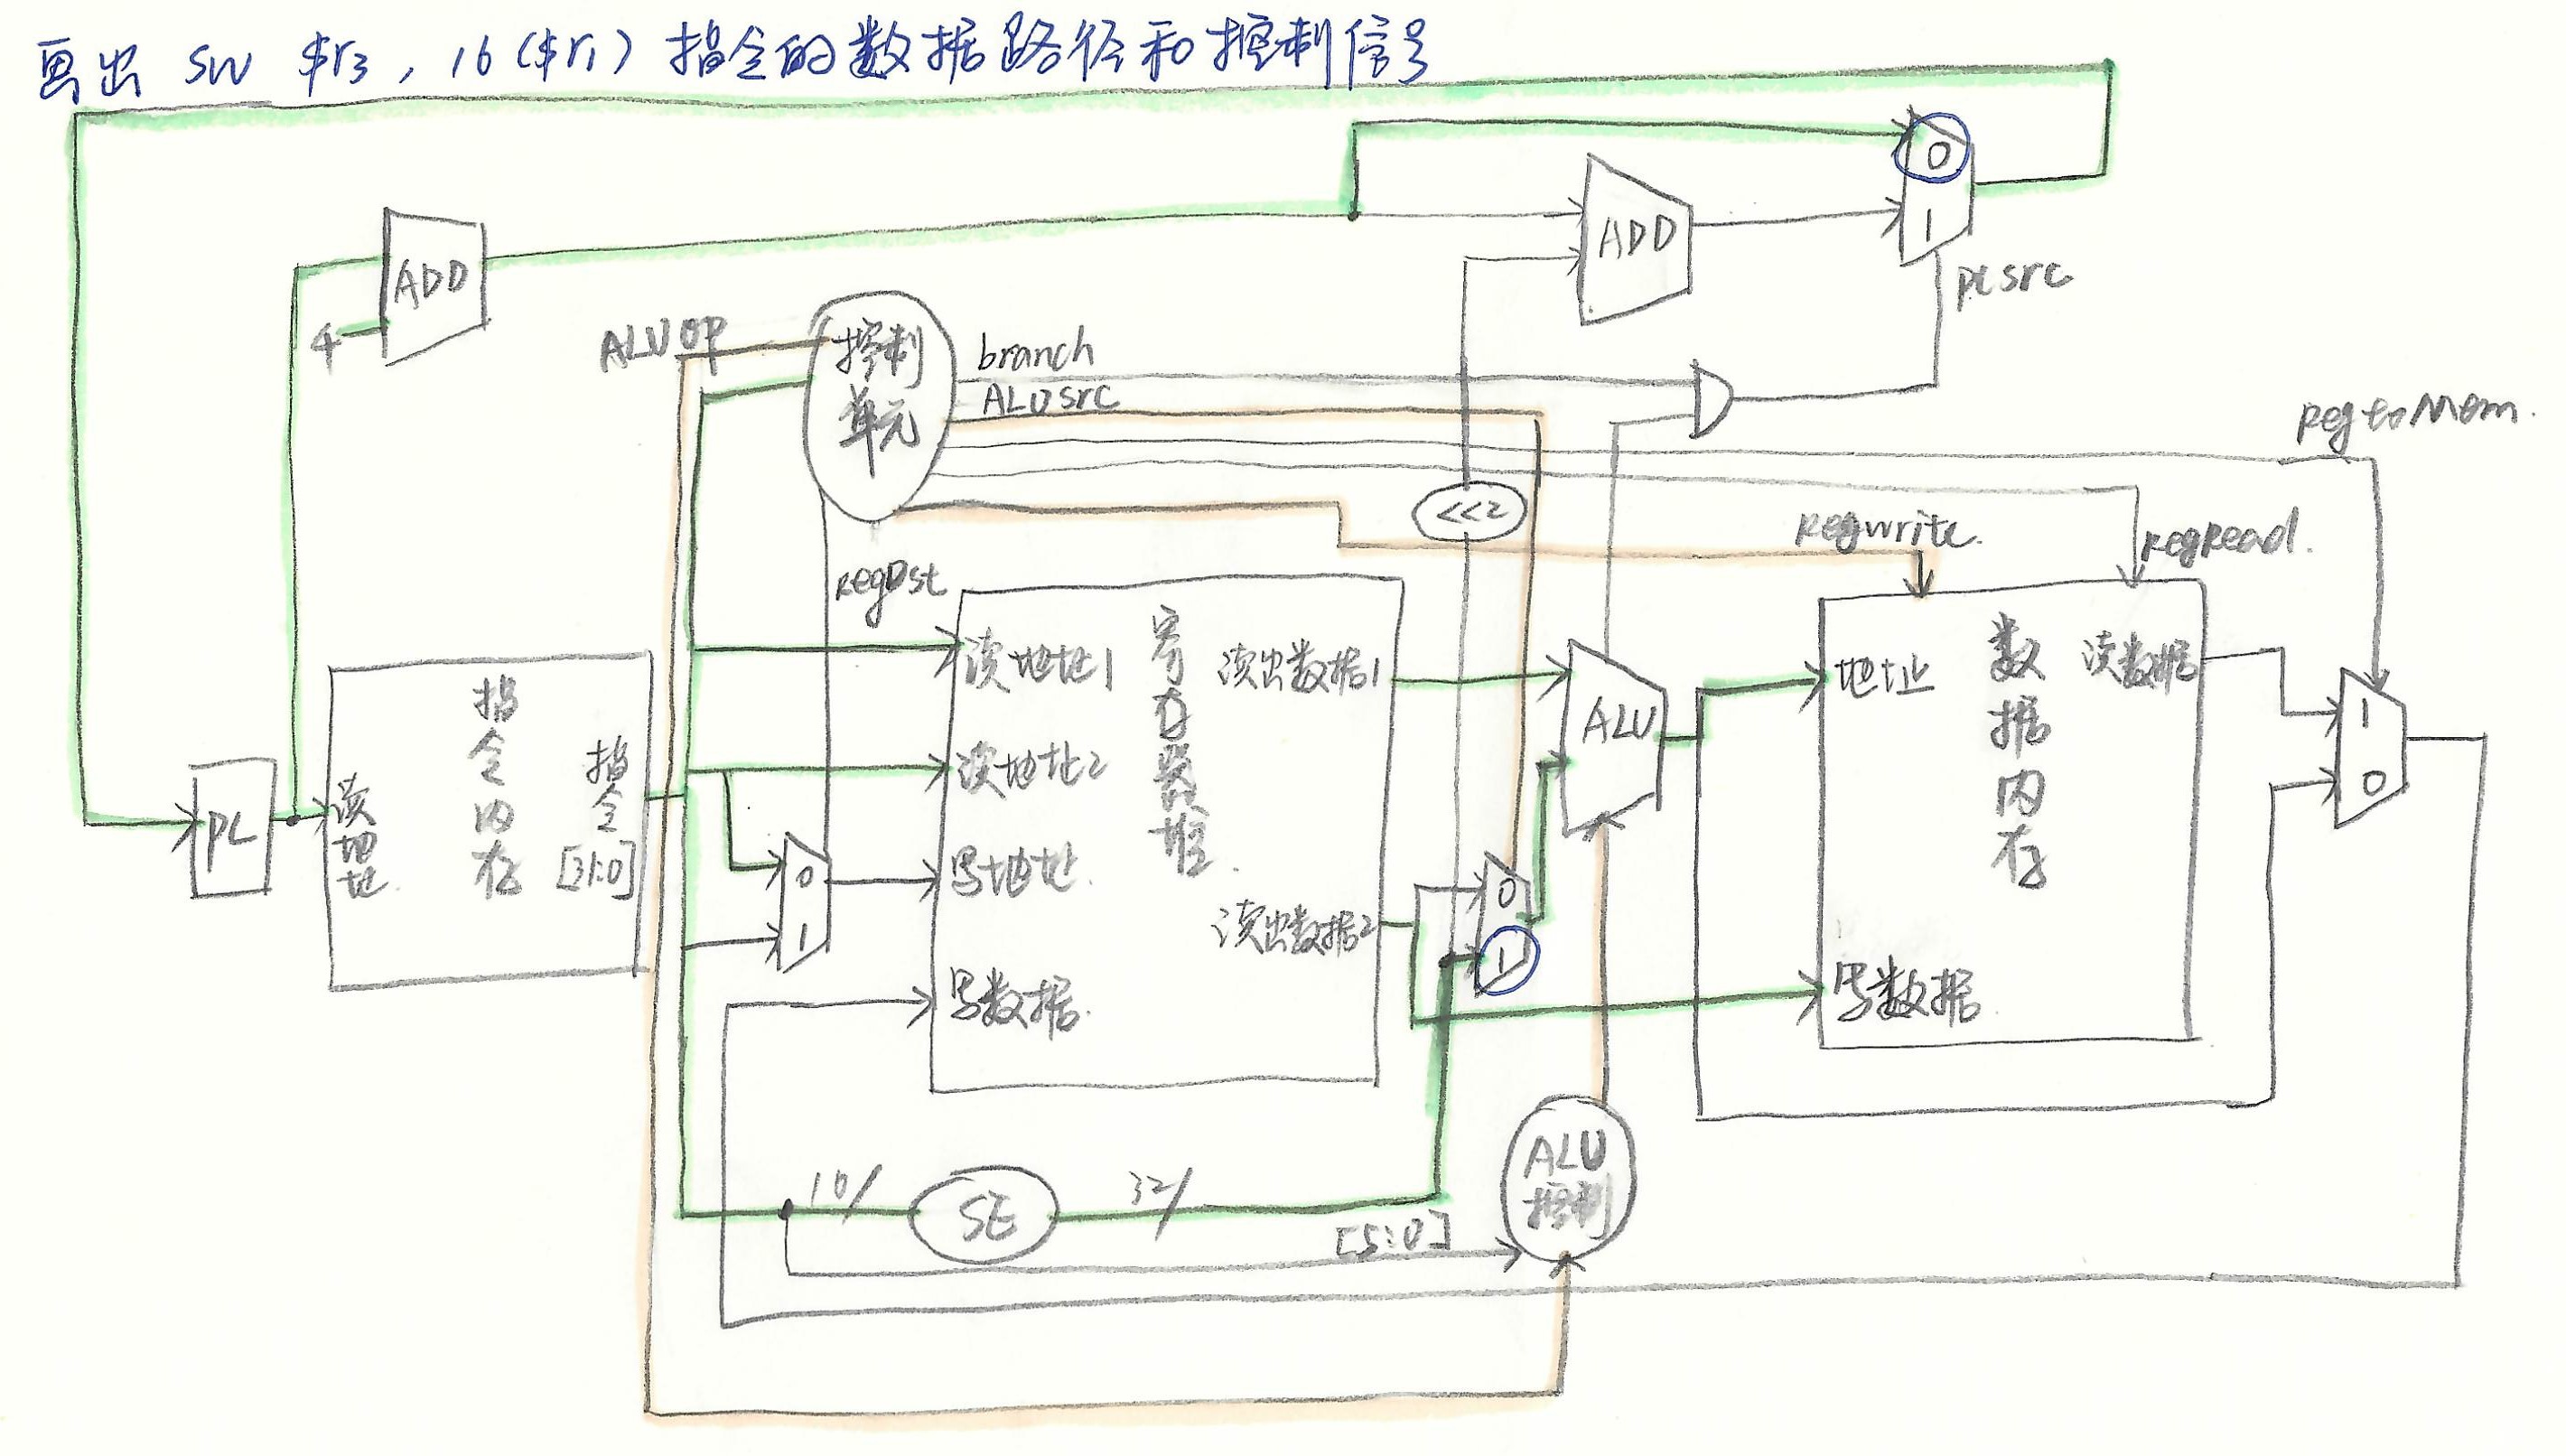 画出 sw $r3, 16($r1) 指令的数据路径和控制信号
0
1
ADD
ADD
4
pcsrc
ALUOP
控制
单元
branch
ALUsrc
RegtoMem.
<<2
Regwrite.
RegRead.
RegDst
指令内存
读地址.
指令
[31:0]
PC
0
1
寄存器堆.
读地址1
读地址2
写地址.
写数据.
读出数据1
读出数据2
0
1
ALU
数据内存
地址
读数据
写数据
1
0
SE
32/
[5:0]
ALU
控制